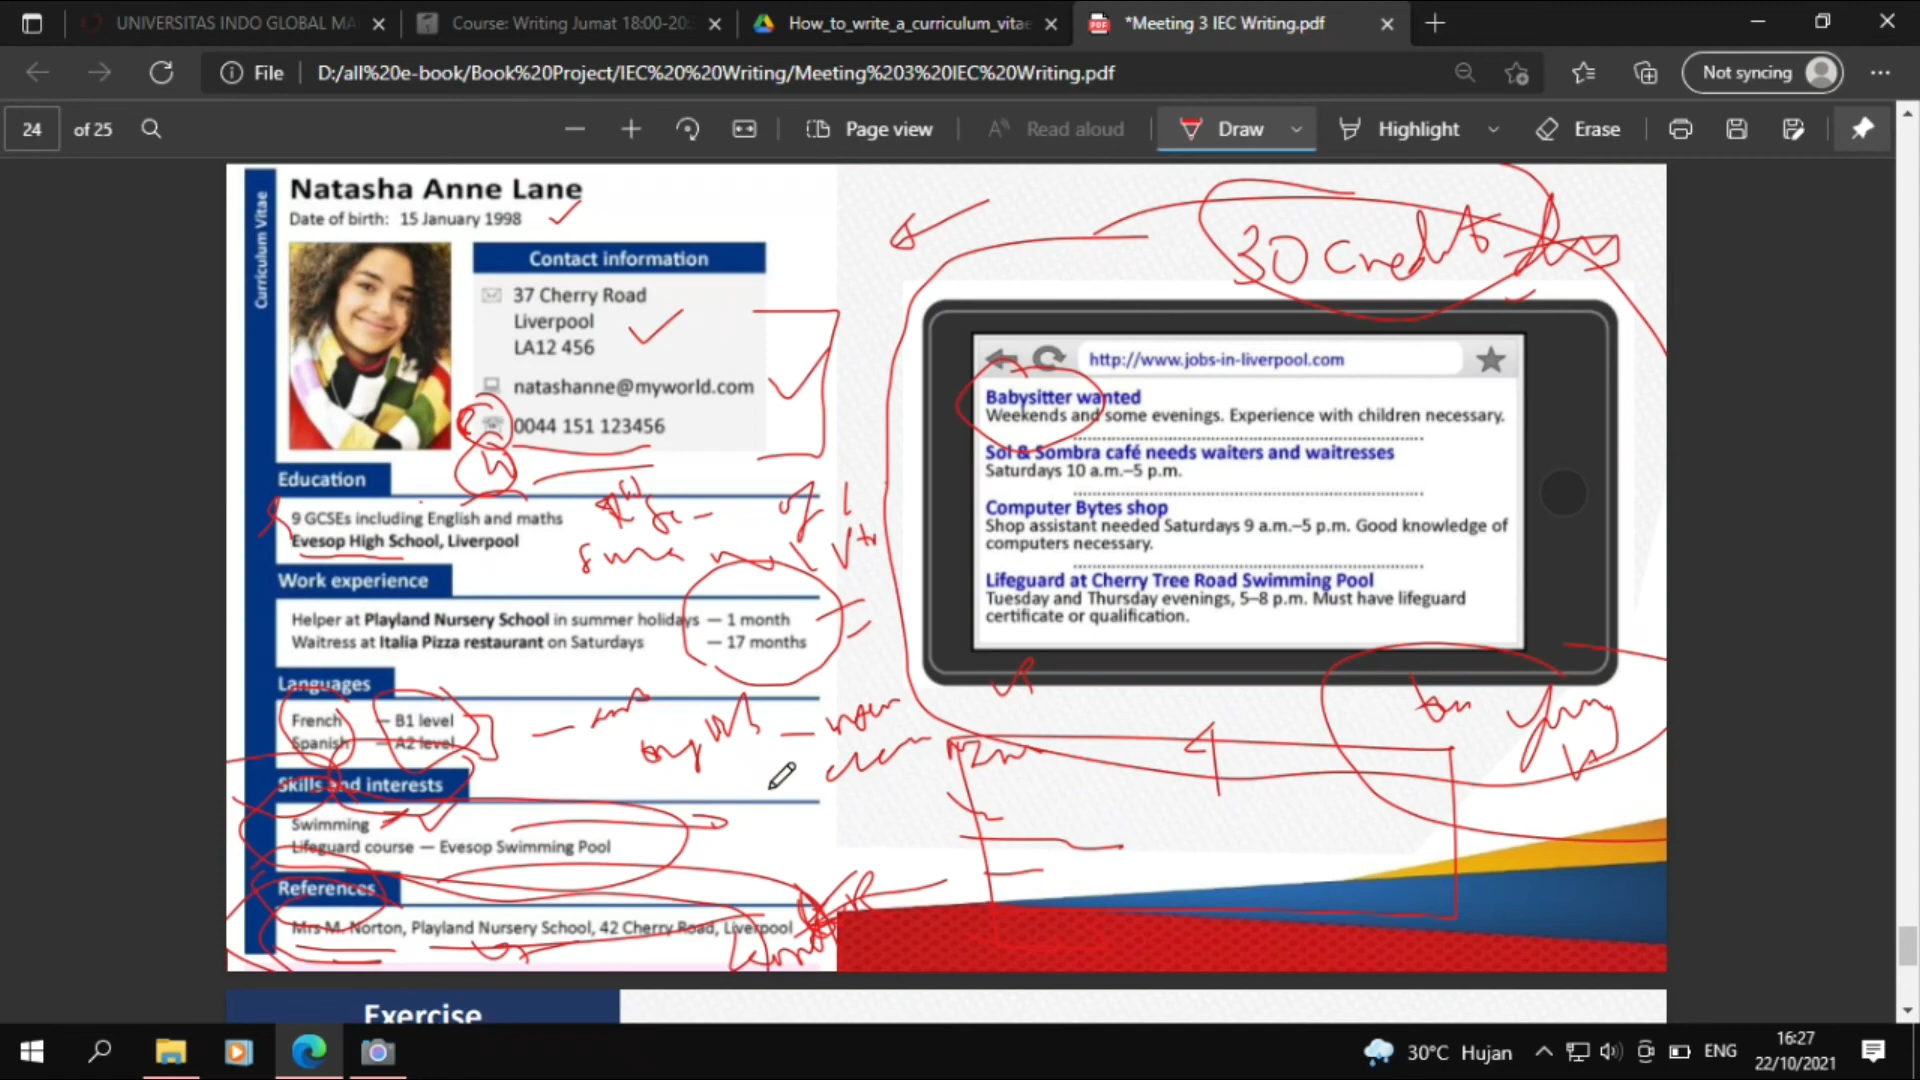 UNIVERSITAS INDO GLOBAL MA
Course: Writing Jumat 18:00-20:
How_to_write_a_curriculum_vitae
*Meeting 3 IEC Writing.pdf
File
D:/all%20e-book/Book%20Project/IEC%20%20Writing/Meeting%203%20IEC%20Writing.pdf
Not syncing
24 of 25
Page view
Read aloud
Draw
Highlight
Erase
Curriculum Vitae
Natasha Anne Lane
Date of birth: 15 January 1998
Contact information
37 Cherry Road
Liverpool
LA12 456
natashanne@myworld.com
0044 151 123456
Education
9 GCSEs including English and maths
Evesop High School, Liverpool
Work experience
Helper at Playland Nursery School in summer holidays — 1 month
Waitress at Italia Pizza restaurant on Saturdays — 17 months
Languages
French — B1 level
Spanish — A2 level
Skills and interests
Swimming
Lifeguard course — Evesop Swimming Pool
References
Mrs M. Norton, Playland Nursery School, 42 Cherry Road, Liverpool
30 Credit
http://www.jobs-in-liverpool.com
Babysitter wanted
Weekends and some evenings. Experience with children necessary.
Sol & Sombra café needs waiters and waitresses
Saturdays 10 a.m.–5 p.m.
Computer Bytes shop
Shop assistant needed Saturdays 9 a.m.–5 p.m. Good knowledge of
computers necessary.
Lifeguard at Cherry Tree Road Swimming Pool
Tuesday and Thursday evenings, 5–8 p.m. Must have lifeguard
certificate or qualification.
Exercise
30°C Hujan
ENG
16:27
22/10/2021